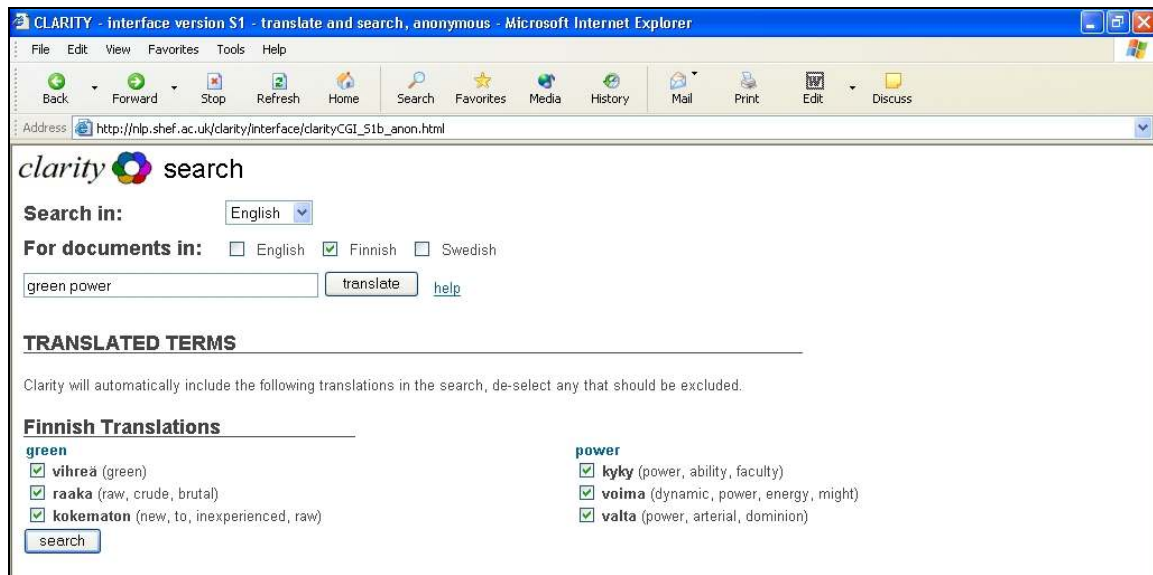 CLARITY - interface version S1 - translate and search, anonymous - Microsoft Internet Explorer
File Edit View Favorites Tools Help
Back Forward Stop Refresh Home Search Favorites Media History Mail Print Edit Discuss
Address http://nlp.shef.ac.uk/clarity/interface/clarityCGI_S1b_anon.html
clarity search
Search in: English
For documents in: English Finnish Swedish
green power translate help
TRANSLATED TERMS
Clarity will automatically include the following translations in the search, de-select any that should be excluded.
Finnish Translations
green power
vihreä (green) kyky (power, ability, faculty)
raaka (raw, crude, brutal) voima (dynamic, power, energy, might)
kokematon (new, to, inexperienced, raw) valta (power, arterial, dominion)
search